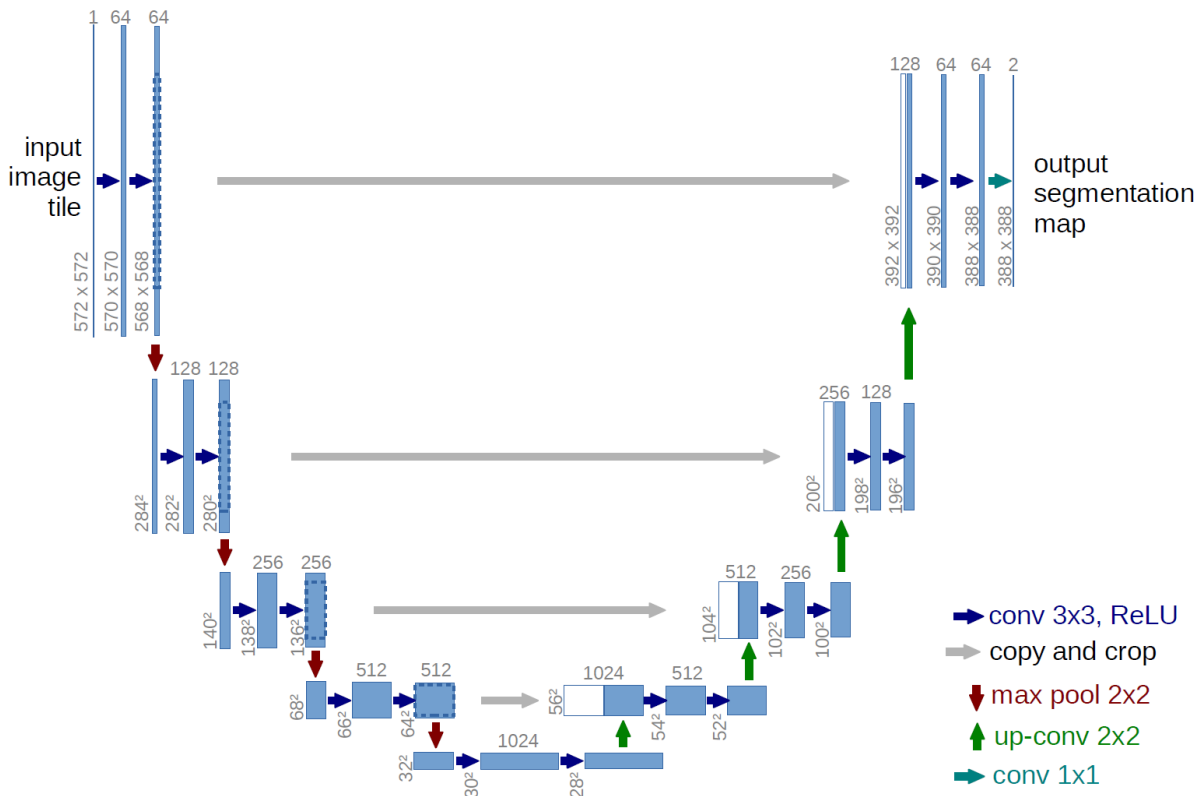 1 64 64
128 64 64 2
input
image
tile
output
segmentation
map
572 x 572
570 x 570
568 x 568
392 x 392
390 x 390
388 x 388
388 x 388
128 128
256 128
284²
282²
280²
200²
198²
196²
256 256
512 256
140²
138²
136²
104²
102²
100²
conv 3x3, ReLU
copy and crop
max pool 2x2
up-conv 2x2
conv 1x1
512 512
1024 512
68²
66²
64²
56²
54²
52²
1024
32²
30²
28²